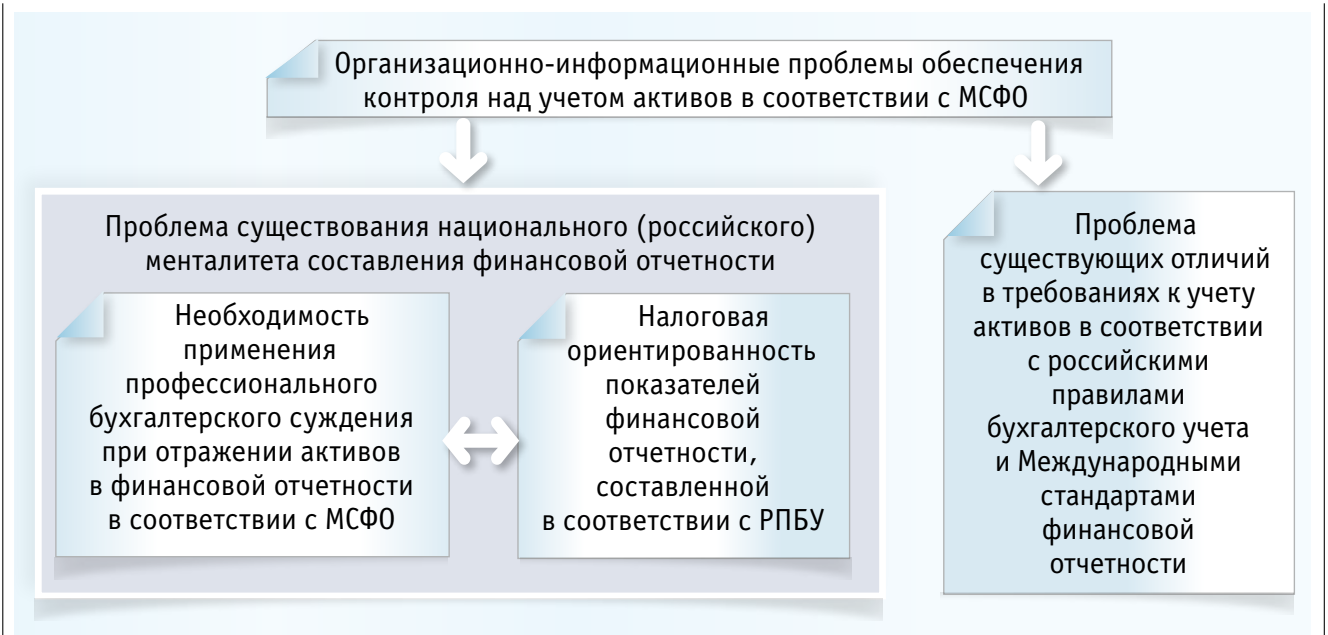 Организационно-информационные проблемы обеспечения
контроля над учетом активов в соответствии с МСФО
Проблема существования национального (российского)
менталитета составления финансовой отчетности
Необходимость
применения
профессионального
бухгалтерского суждения
при отражении активов
в финансовой отчетности
в соответствии с МСФО
Налоговая
ориентированность
показателей
финансовой
отчетности,
составленной
в соответствии с РПБУ
Проблема
существующих отличий
в требованиях к учету
активов в соответствии
с российскими
правилами
бухгалтерского учета
и Международными
стандартами
финансовой
отчетности